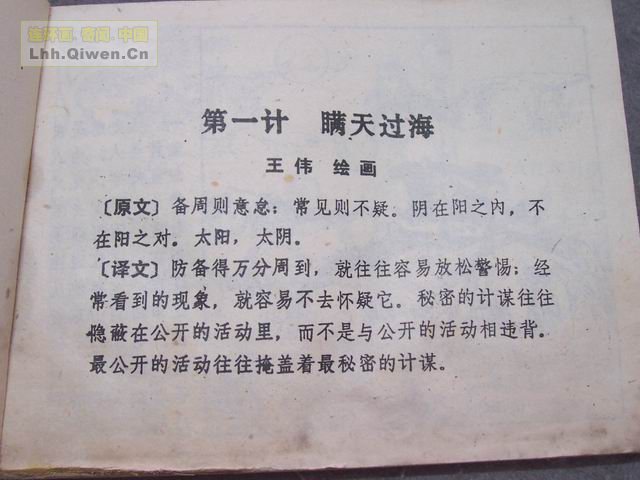 连环画.密闻.中国
Lhh.Qiwen.Cn
第一计 瞒天过海
王伟 绘画
〔原文〕备周则意怠；常见则不疑。阴在阳之内，不
在阳之对。太阳，太阴。
〔译文〕防备得万分周到，就往往容易放松警惕；经
常看到的现象，就容易不去怀疑它。秘密的计谋往往
隐蔽在公开的活动里，而不是与公开的活动相违背。
最公开的活动往往掩盖着最秘密的计谋。